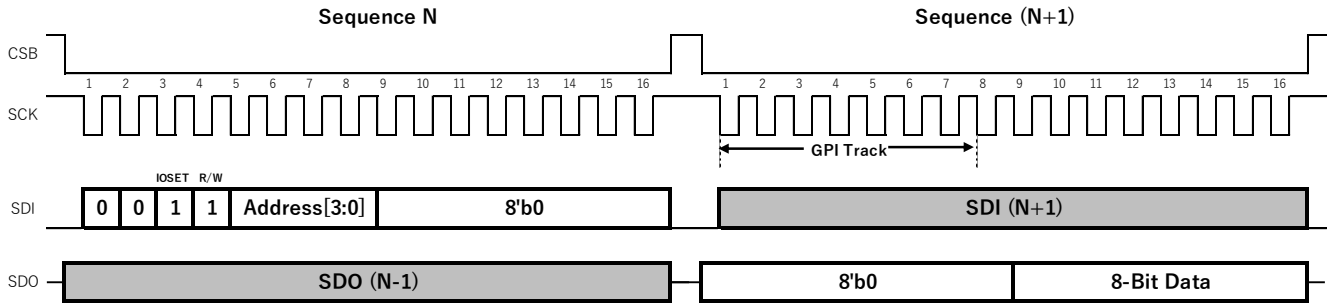 Sequence N Sequence (N+1)
CSB
1 2 3 4 5 6 7 8 9 10 11 12 13 14 15 16 1 2 3 4 5 6 7 8 9 10 11 12 13 14 15 16
SCK
GPI Track
IOSET R/W
SDI 0 0 1 1 Address[3:0] 8'b0 SDI (N+1)
SDO SDO (N-1) 8'b0 8-Bit Data